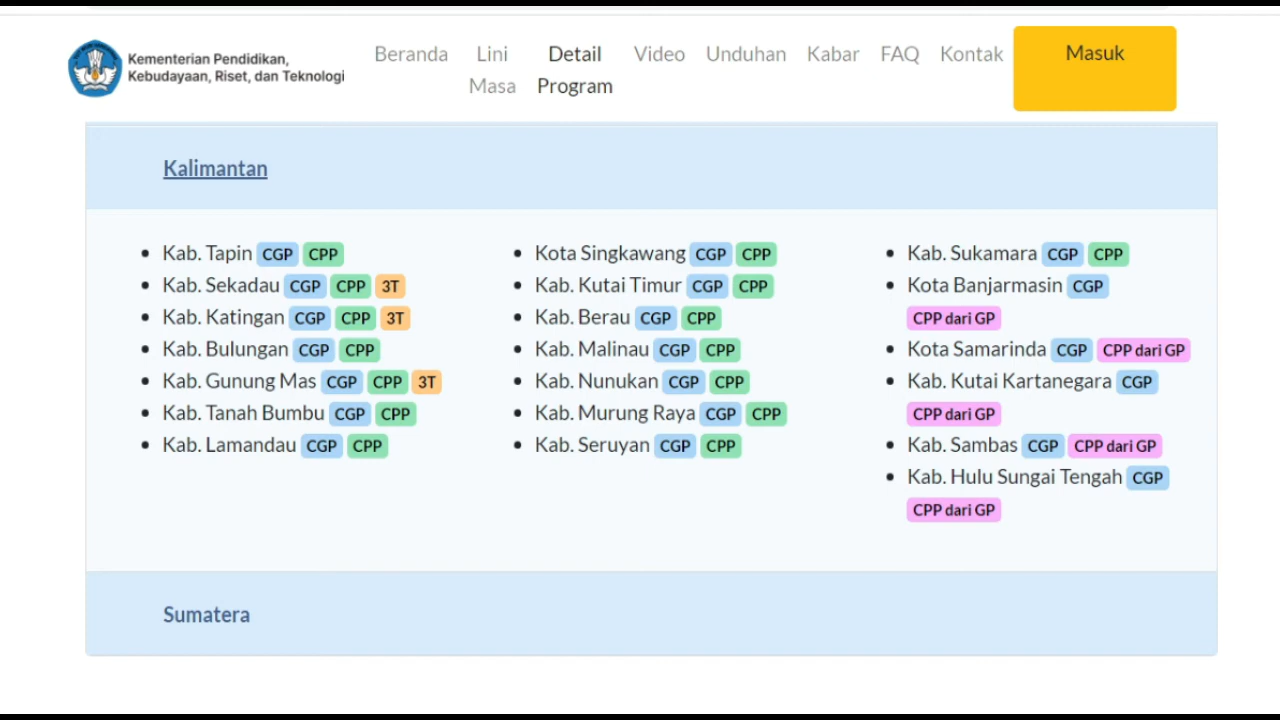 Kementerian Pendidikan,
Kebudayaan, Riset, dan Teknologi
Beranda
Lini
Masa
Detail
Program
Video
Unduhan
Kabar
FAQ
Kontak
Masuk
Kalimantan
Kab. Tapin CGP CPP
Kab. Sekadau CGP CPP 3T
Kab. Katingan CGP CPP 3T
Kab. Bulungan CGP CPP
Kab. Gunung Mas CGP CPP 3T
Kab. Tanah Bumbu CGP CPP
Kab. Lamandau CGP CPP
Kota Singkawang CGP CPP
Kab. Kutai Timur CGP CPP
Kab. Berau CGP CPP
Kab. Malinau CGP CPP
Kab. Nunukan CGP CPP
Kab. Murung Raya CGP CPP
Kab. Seruyan CGP CPP
Kab. Sukamara CGP CPP
Kota Banjarmasin CGP
CPP dari GP
Kota Samarinda CGP CPP dari GP
Kab. Kutai Kartanegara CGP
CPP dari GP
Kab. Sambas CGP CPP dari GP
Kab. Hulu Sungai Tengah CGP
CPP dari GP
Sumatera